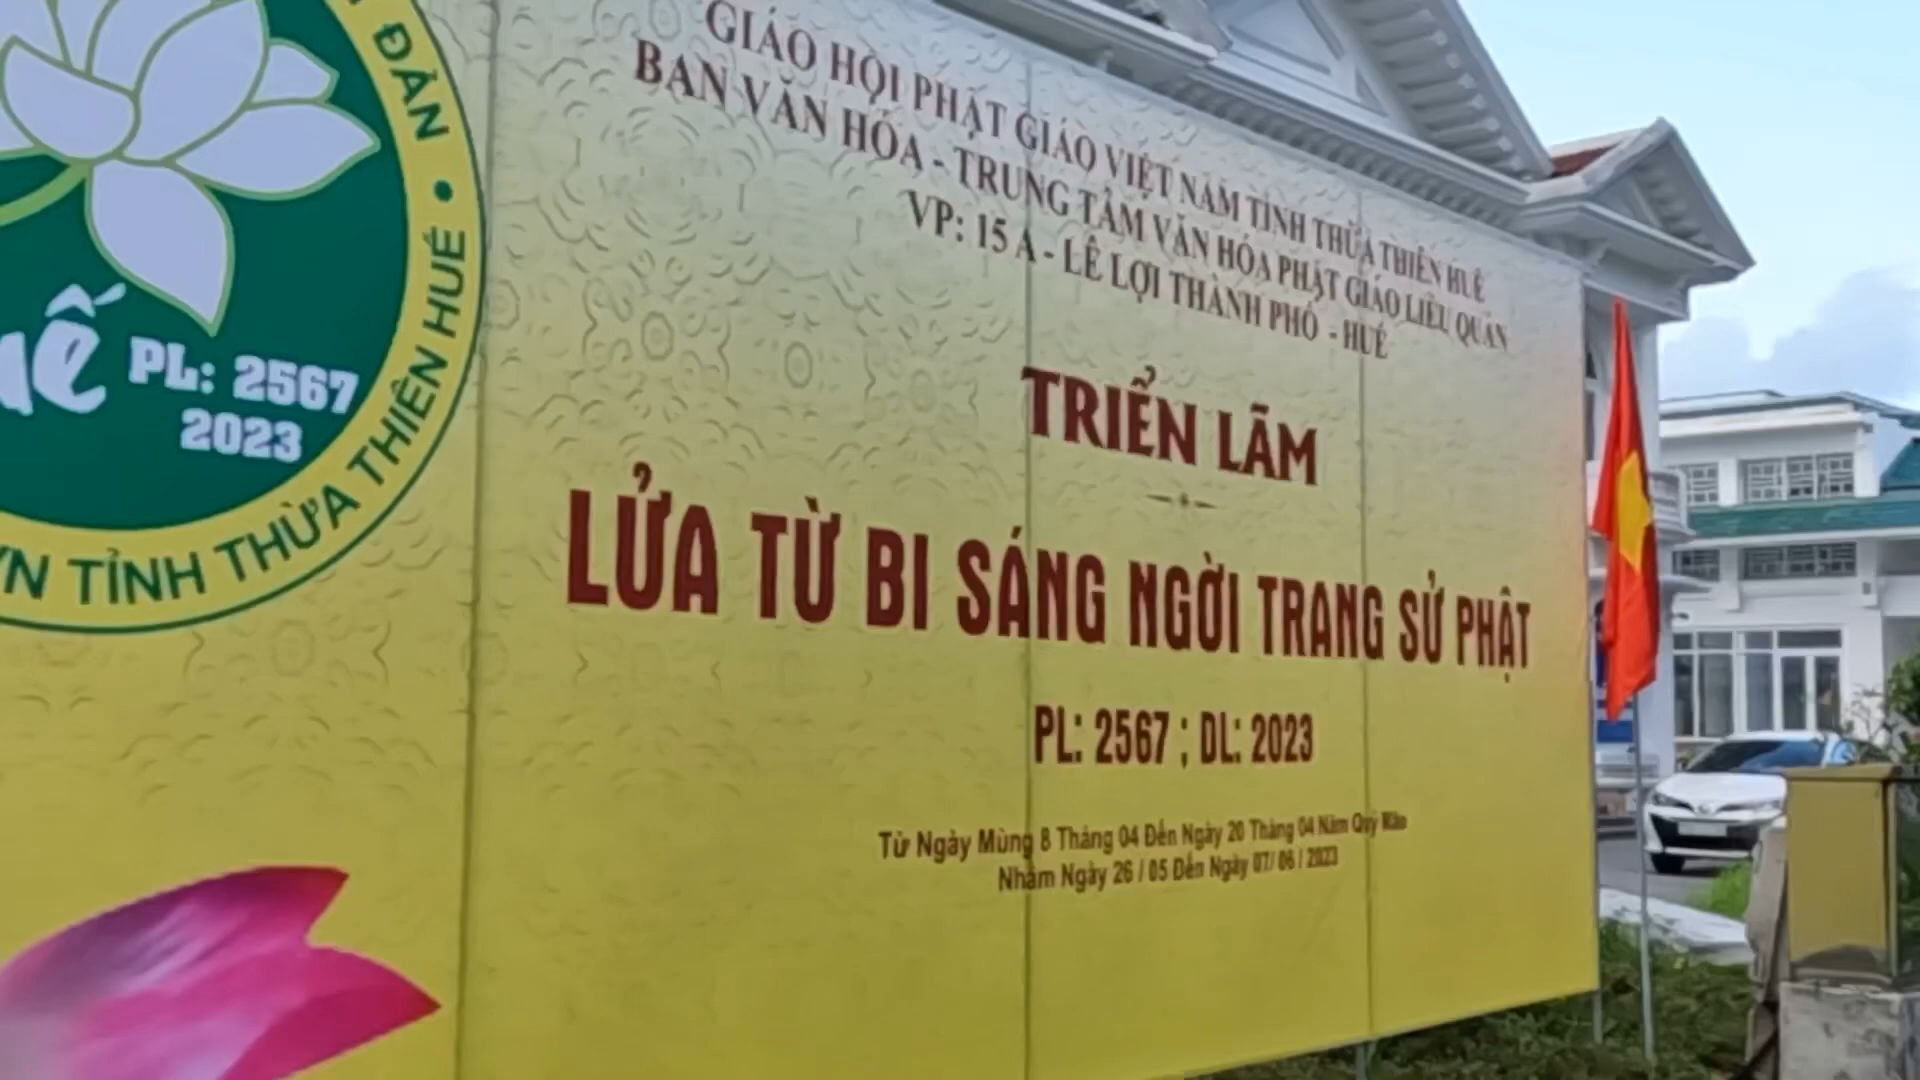 GIÁO HỘI PHẬT GIÁO VIỆT NAM TỈNH THỪA THIÊN HUẾ
BAN VĂN HÓA - TRUNG TÂM VĂN HÓA PHẬT GIÁO LIỄU QUÁN
VP: 15 A - LÊ LỢI THÀNH PHỐ - HUẾ
TRIỂN LÃM
LỬA TỪ BI SÁNG NGỜI TRANG SỬ PHẬT
PL: 2567 ; DL: 2023
Từ Ngày Mùng 8 Tháng 04 Đến Ngày 20 Tháng 04 Năm Quý Mão
Nhằm Ngày 26 / 05 Đến Ngày 07/ 06 / 2023
ĐẢN • 
VN TỈNH THỪA THIÊN HUẾ
uế PL: 2567
2023